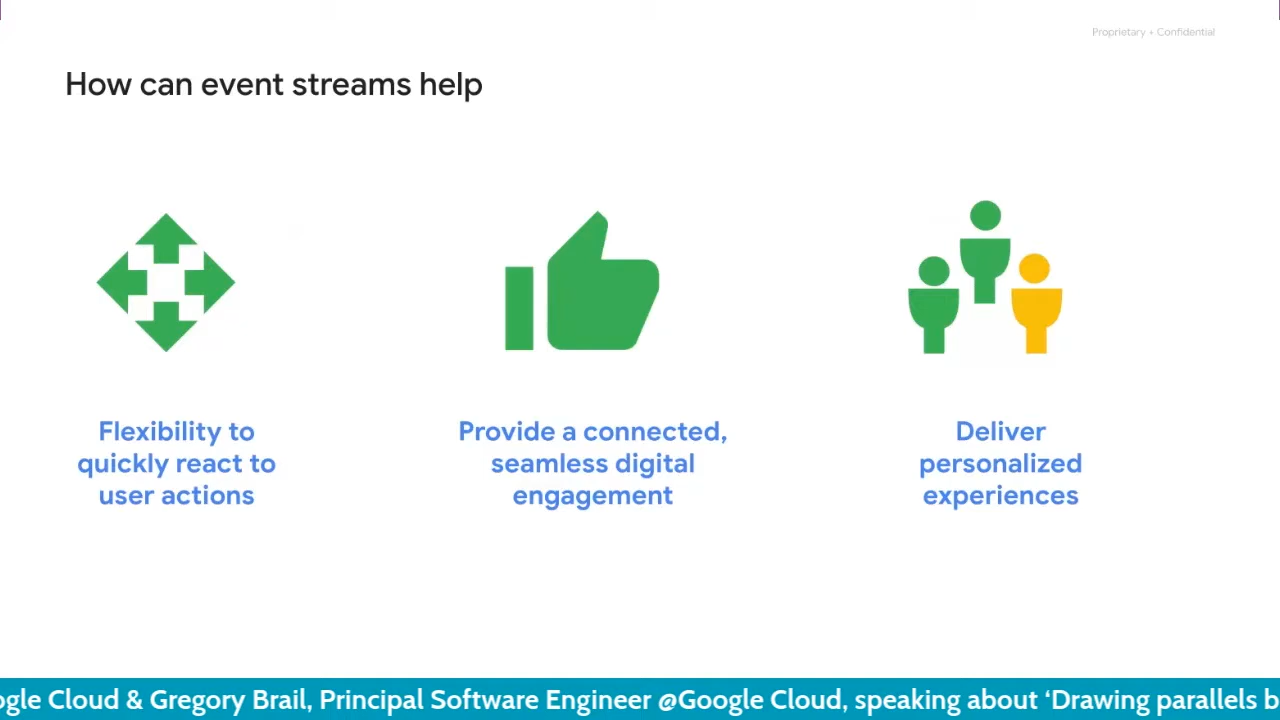 Proprietary + Confidential
How can event streams help
Flexibility to
quickly react to
user actions
Provide a connected,
seamless digital
engagement
Deliver
personalized
experiences
Cloud & Gregory Brail, Principal Software Engineer @Google Cloud, speaking about ‘Drawing parallels